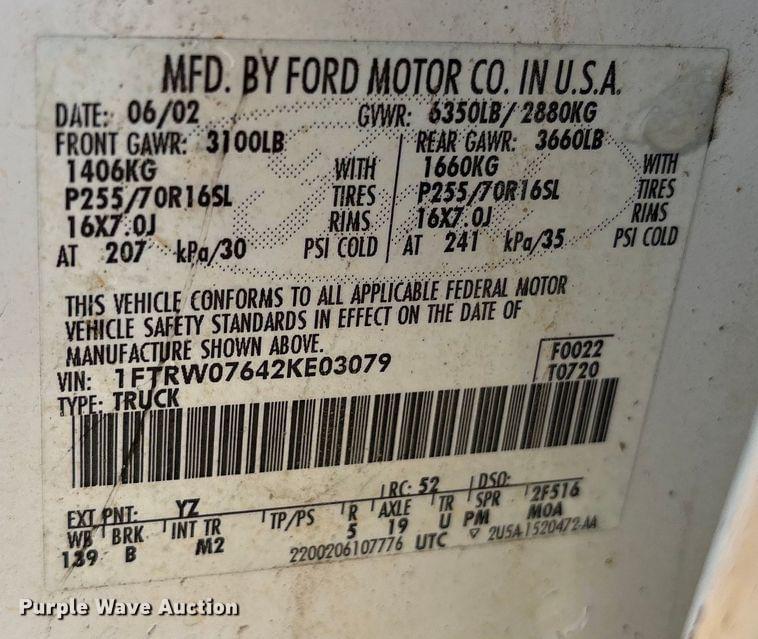 MFD. BY FORD MOTOR CO. IN U.S.A.
DATE: 06/02 GVWR: 6350LB/ 2880KG
FRONT GAWR: 3100LB REAR GAWR: 3660LB
1406KG WITH 1660KG WITH
P255/70R16SL TIRES P255/70R16SL TIRES
16X7.0J RIMS 16X7.0J RIMS
AT 207 kPa/30 PSI COLD AT 241 kPa/35 PSI COLD
THIS VEHICLE CONFORMS TO ALL APPLICABLE FEDERAL MOTOR
VEHICLE SAFETY STANDARDS IN EFFECT ON THE DATE OF
MANUFACTURE SHOWN ABOVE.
VIN: 1FTRW07642KE03079 F0022
TYPE: TRUCK T0720
EXT PNT: YZ RC: 52 DSO:
WB BRK INT TR TP/PS R AXLE TR SPR 2F516
139 B M2 5 19 U PM M0A
2200206107776 UTC ▽ 2U5A-1520472-AA
Purple Wave Auction